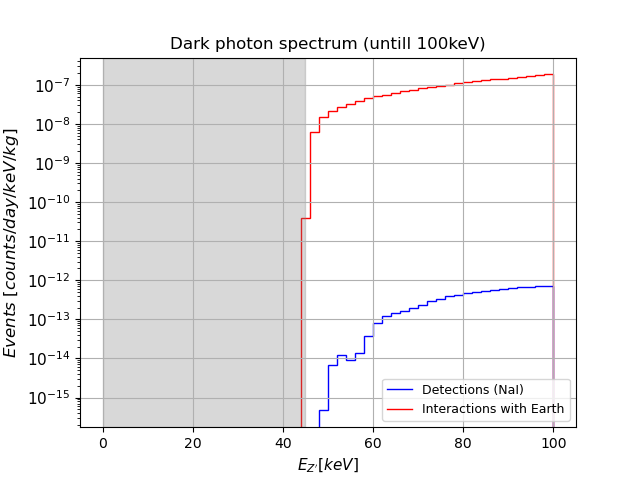 Dark photon spectrum (untill 100keV)
Events [counts/day/keV/kg]
10⁻⁷
10⁻⁸
10⁻⁹
10⁻¹⁰
10⁻¹¹
10⁻¹²
10⁻¹³
10⁻¹⁴
10⁻¹⁵
Detections (NaI)
Interactions with Earth
0 20 40 60 80 100
E_{Z'}[keV]